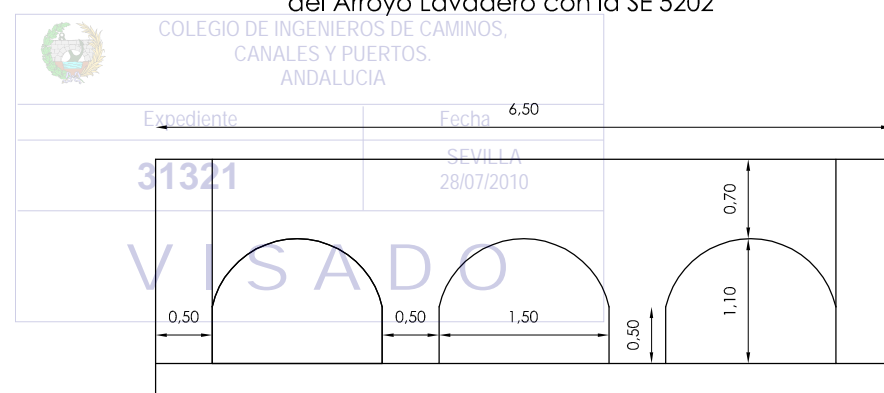 del Arroyo Lavadero con la SE 5202
COLEGIO DE INGENIEROS DE CAMINOS,
CANALES Y PUERTOS.
ANDALUCIA
Expediente
Fecha
31321
SEVILLA
28/07/2010
VISADO
6,50
0,70
1,10
0,50
0,50
1,50
0,50